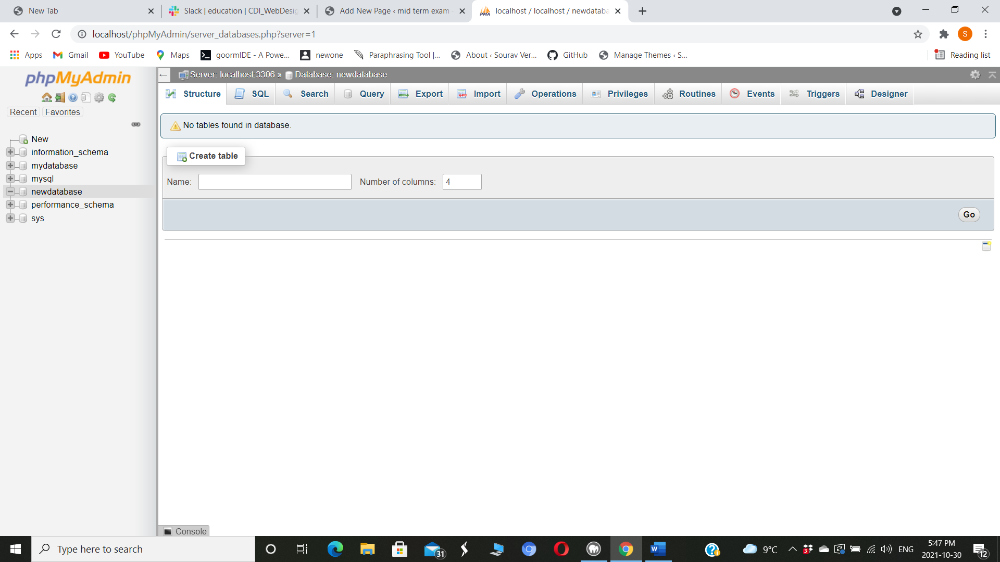 New Tab
Slack | education | CDI_WebDesig
Add New Page ‹ mid term exam -
localhost / localhost / newdataba
localhost/phpMyAdmin/server_databases.php?server=1
S
Apps
Gmail
YouTube
Maps
goormIDE - A Powe...
newone
Paraphrasing Tool |...
About ‹ Sourav Ver...
GitHub
Manage Themes ‹ S...
Reading list
phpMyAdmin
Recent
Favorites
New
information_schema
mydatabase
mysql
newdatabase
performance_schema
sys
Server: localhost:3306 » Database: newdatabase
Structure
SQL
Search
Query
Export
Import
Operations
Privileges
Routines
Events
Triggers
Designer
No tables found in database.
Create table
Name:
Number of columns: 4
Go
Console
Type here to search
31
9°C
3
ENG
5:47 PM
2021-10-30
12